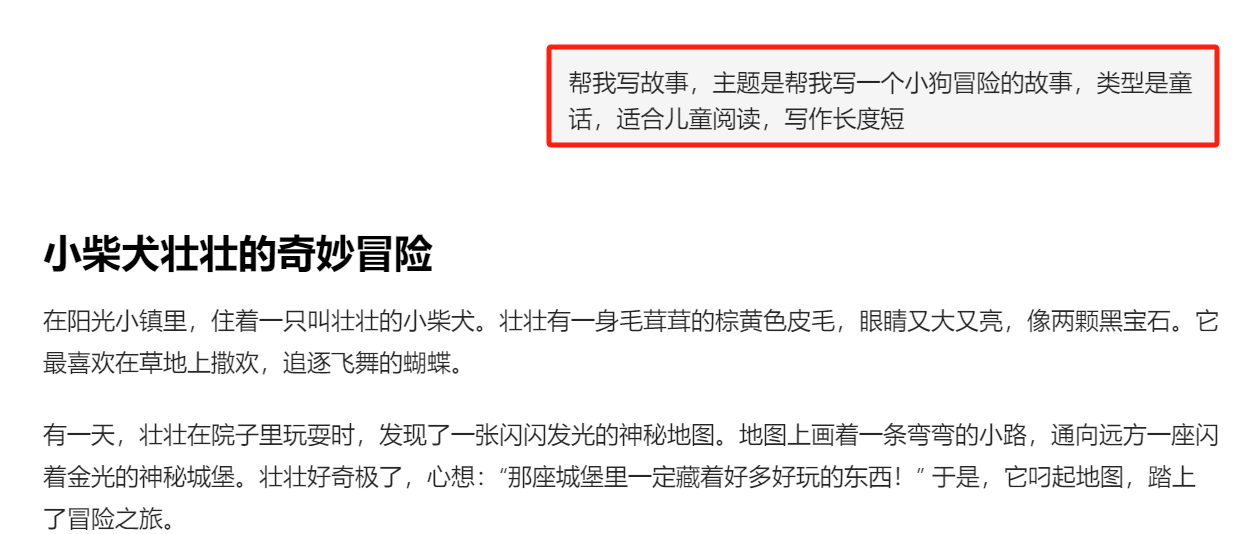 帮我写故事，主题是帮我写一个小狗冒险的故事，类型是童
话，适合儿童阅读，写作长度短
小柴犬壮壮的奇妙冒险
在阳光小镇里，住着一只叫壮壮的小柴犬。壮壮有一身毛茸茸的棕黄色皮毛，眼睛又大又亮，像两颗黑宝石。它
最喜欢在草地上撒欢，追逐飞舞的蝴蝶。
有一天，壮壮在院子里玩耍时，发现了一张闪闪发光的神秘地图。地图上画着一条弯弯的小路，通向远方一座闪
着金光的神秘城堡。壮壮好奇极了，心想：“那座城堡里一定藏着好多好玩的东西！”于是，它叼起地图，踏上
了冒险之旅。